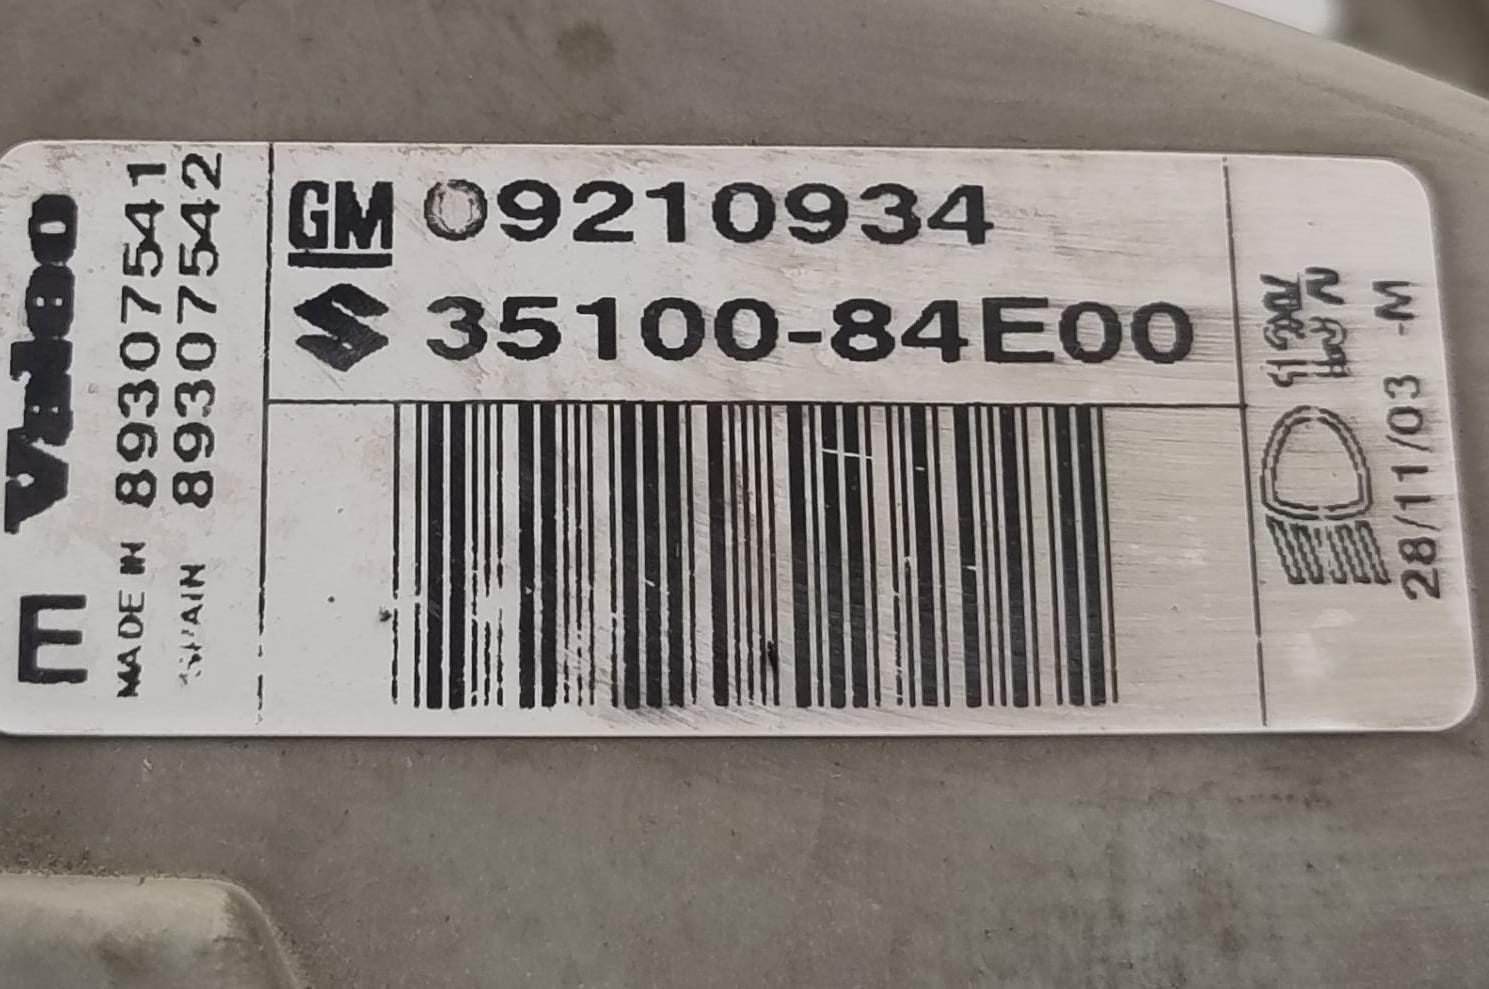 Valeo
E
MADE IN 89307541
SPAIN 89307542
GM 09210934
35100-84E00
28/11/03 -M